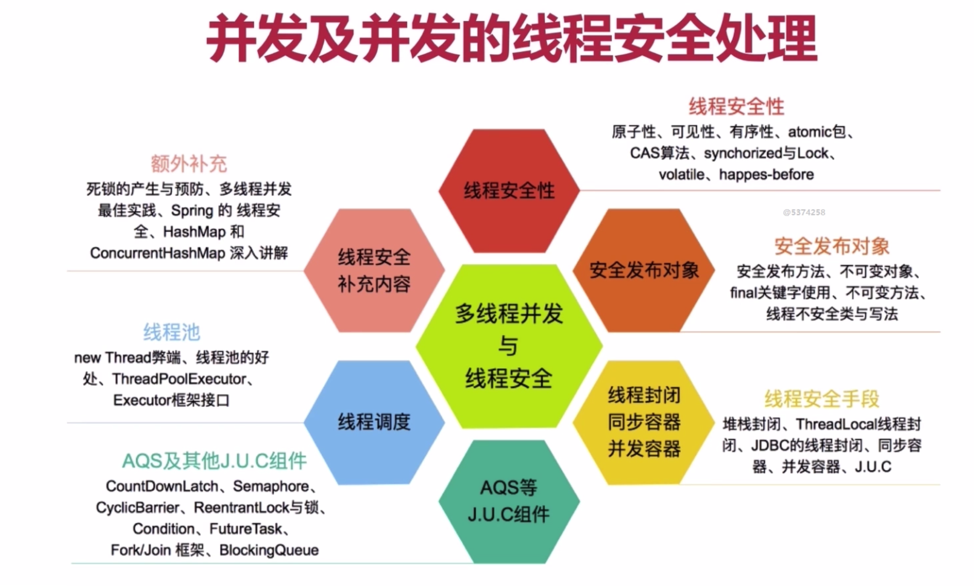 并发及并发的线程安全处理
线程安全性
原子性、可见性、有序性、atomic包、
CAS算法、synchorized与Lock、
volatile、happes-before
额外补充
死锁的产生与预防、多线程并发
最佳实践、Spring 的 线程安
全、HashMap 和
ConcurrentHashMap 深入讲解
线程安全性
@5374258
线程安全
补充内容
安全发布对象
安全发布对象
安全发布方法、不可变对象、
final关键字使用、不可变方法、
线程不安全类与写法
多线程并发
与
线程安全
线程池
new Thread弊端、线程池的好
处、ThreadPoolExecutor、
Executor框架接口
线程调度
线程封闭
同步容器
并发容器
线程安全手段
堆栈封闭、ThreadLocal线程封
闭、JDBC的线程封闭、同步容
器、并发容器、J.U.C
AQS及其他J.U.C组件
CountDownLatch、Semaphore、
CyclicBarrier、ReentrantLock与锁、
Condition、FutureTask、
Fork/Join 框架、BlockingQueue
AQS等
J.U.C组件